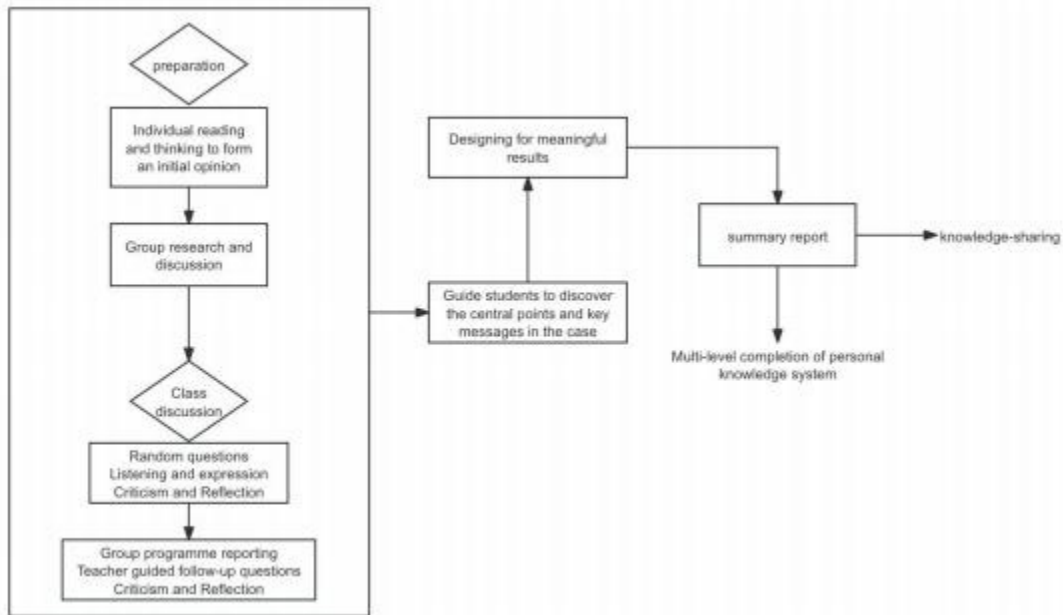 preparation
Individual reading
and thinking to form
an initial opinion
Group research and
discussion
Class
discussion
Random questions
Listening and expression
Criticism and Reflection
Group programme reporting
Teacher guided follow-up questions
Criticism and Reflection
Designing for meaningful
results
Guide students to discover
the central points and key
messages in the case
summary report
knowledge-sharing
Multi-level completion of personal
knowledge system